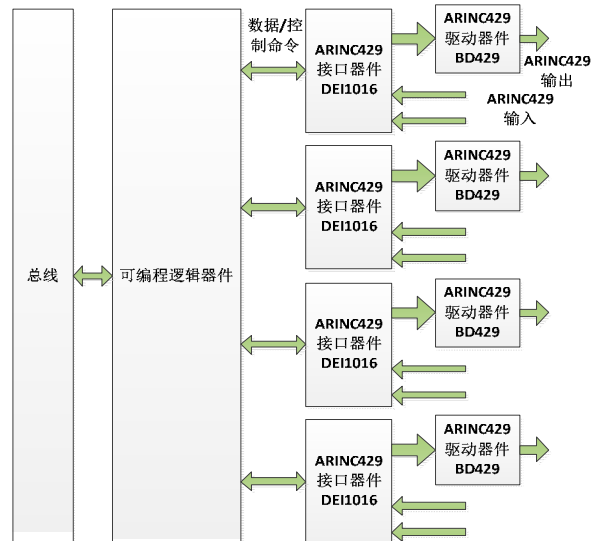 总线
可编程逻辑器件
数据/控
制命令
ARINC429
接口器件
DEI1016
ARINC429
驱动器件
BD429
ARINC429
输出
ARINC429
输入
ARINC429
接口器件
DEI1016
ARINC429
驱动器件
BD429
ARINC429
接口器件
DEI1016
ARINC429
驱动器件
BD429
ARINC429
接口器件
DEI1016
ARINC429
驱动器件
BD429